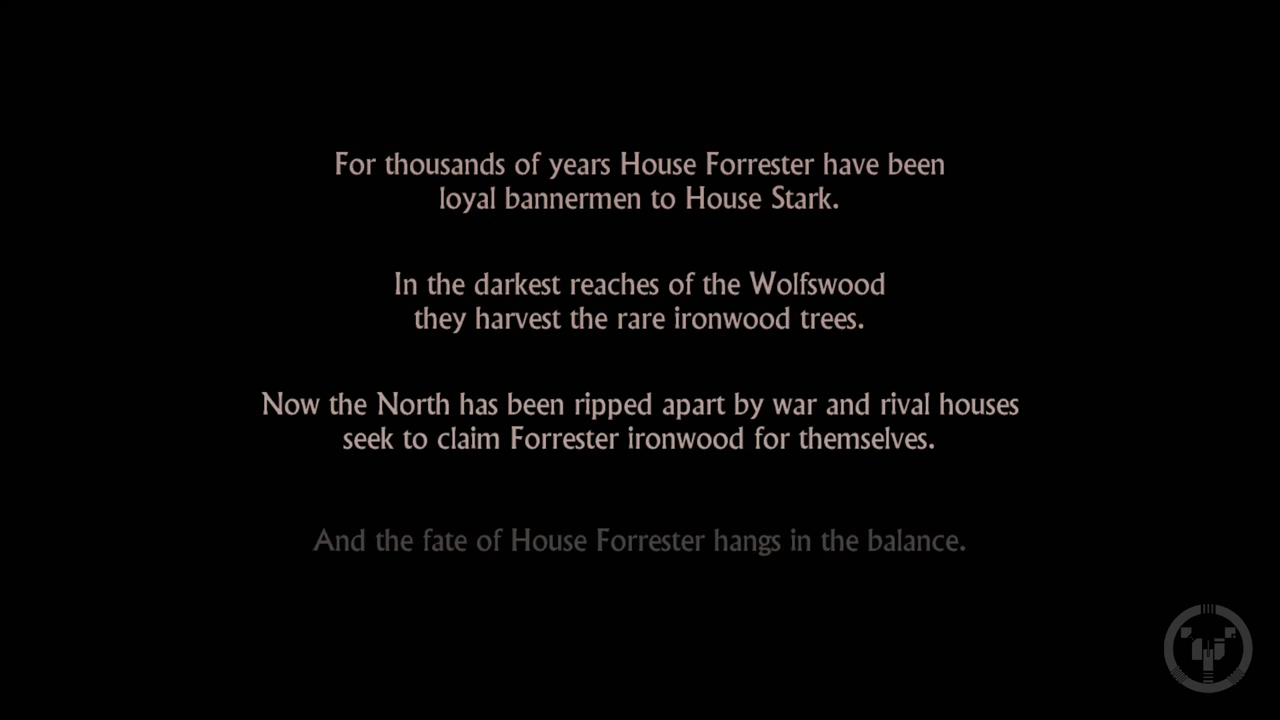 For thousands of years House Forrester have been
loyal bannermen to House Stark.
In the darkest reaches of the Wolfswood
they harvest the rare ironwood trees.
Now the North has been ripped apart by war and rival houses
seek to claim Forrester ironwood for themselves.
And the fate of House Forrester hangs in the balance.